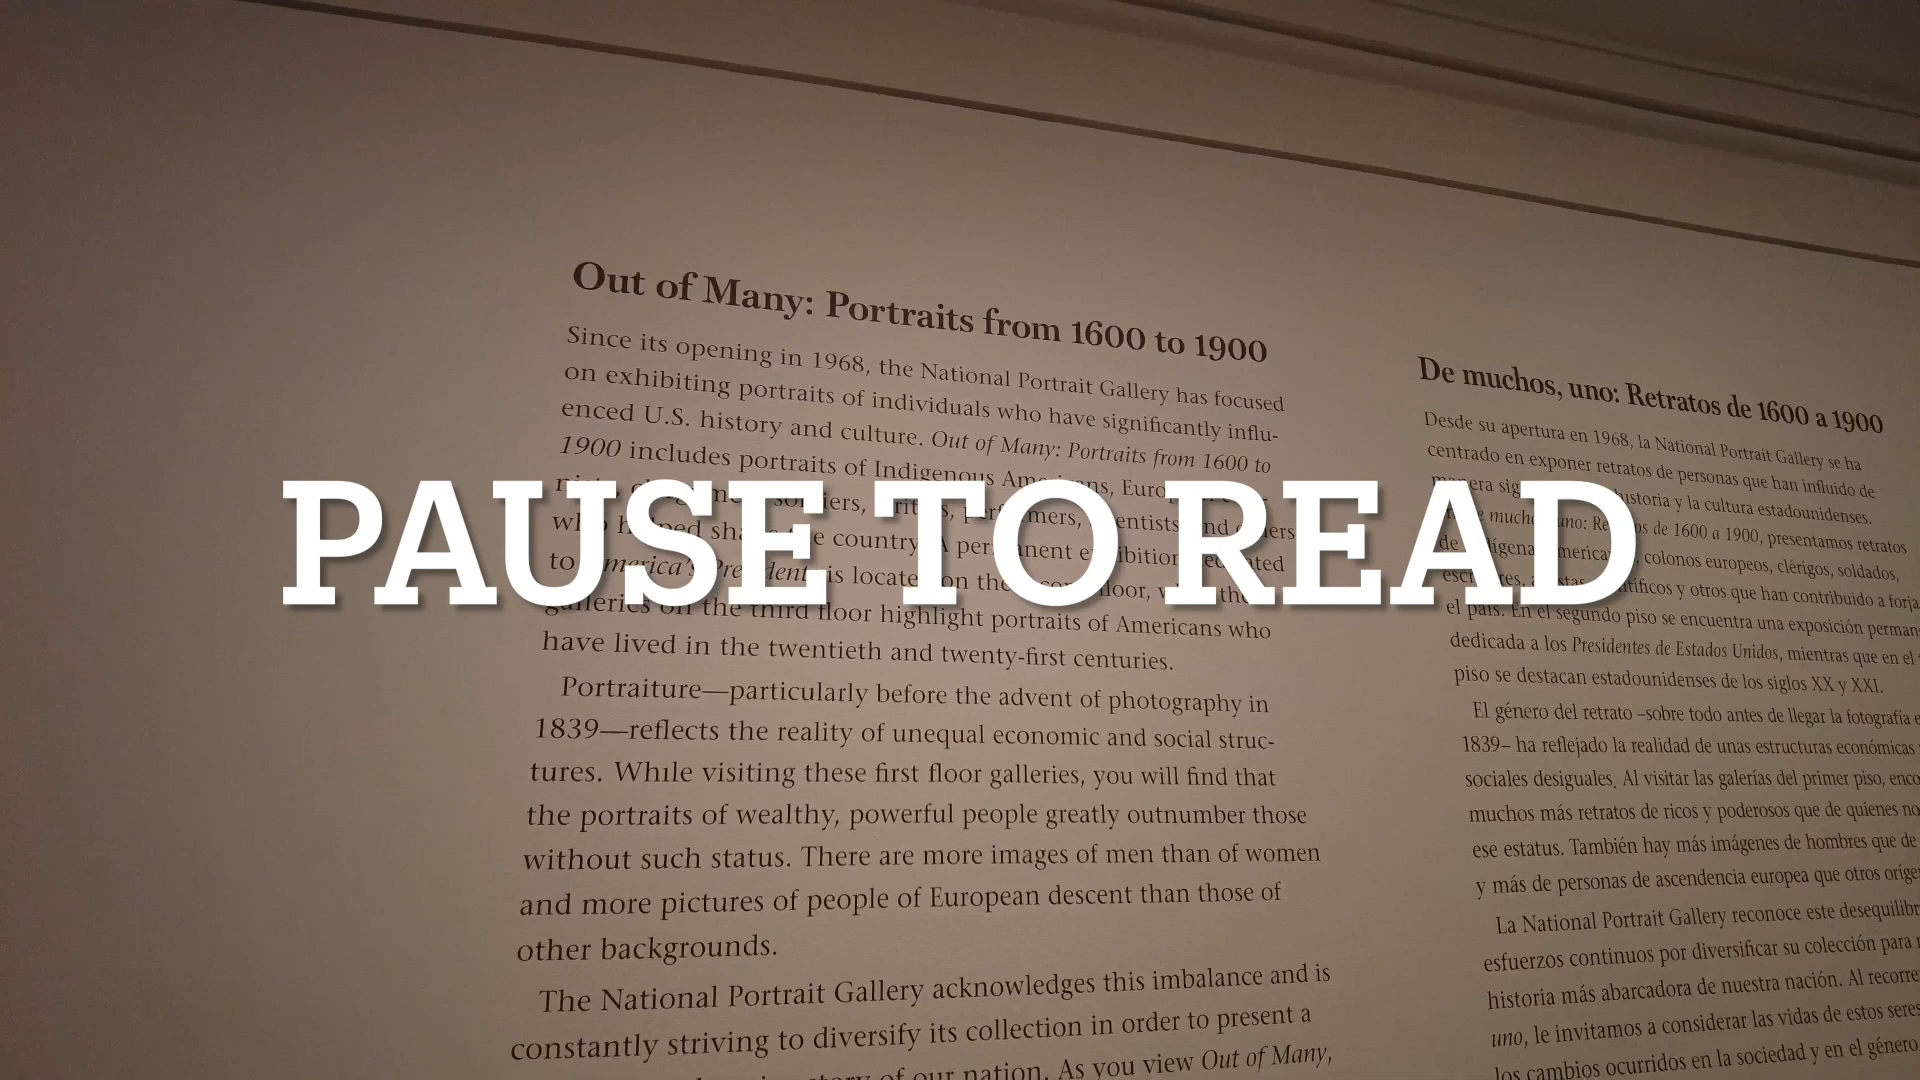 Out of Many: Portraits from 1600 to 1900
Since its opening in 1968, the National Portrait Gallery has focused
on exhibiting portraits of individuals who have significantly influ-
enced U.S. history and culture. Out of Many: Portraits from 1600 to
1900 includes portraits of Indigenous
who the country
to America's Presidents is located on the
galleries on the third floor highlight portraits of Americans who
have lived in the twentieth and twenty-first centuries.
Portraiture—particularly before the advent of photography in
1839—reflects the reality of unequal economic and social struc-
tures. While visiting these first floor galleries, you will find that
the portraits of wealthy, powerful people greatly outnumber those
without such status. There are more images of men than of women
and more pictures of people of European descent than those of
other backgrounds.
The National Portrait Gallery acknowledges this imbalance and is
constantly striving to diversify its collection in order to present a
of our nation. As you view Out of Many,
PAUSE TO READ
De muchos, uno: Retratos de 1600 a 1900
Desde su apertura en 1968, la National Portrait Gallery se ha
centrado en exponer retratos de personas que han influido de
historia y la cultura estadounidenses.
uno: de 1600 a 1900, presentamos retratos
de colonos europeos, clérigos, soldados,
y otros que han contribuido a
el país. En el segundo piso se encuentra una exposición
dedicada a los Presidentes de Estados Unidos, mientras que en el
piso se destacan estadounidenses de los siglos XX y XXI.
El género del retrato –sobre todo antes de llegar la fotografía
1839– ha reflejado la realidad de unas estructuras económicas
sociales desiguales. Al visitar las galerías del primer piso,
muchos más retratos de ricos y poderosos que de quienes
ese estatus. También hay más imágenes de hombres que de
y más de personas de ascendencia europea que otros
La National Portrait Gallery reconoce este
esfuerzos continuos por diversificar su colección para
historia más abarcadora de nuestra nación. Al
uno, le invitamos a considerar las vidas de estos seres
los cambios ocurridos en la sociedad y en el género